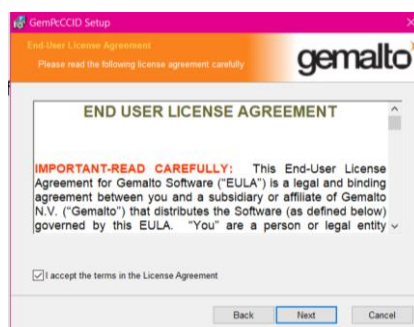 GemPcCCID Setup
End-User License Agreement
Please read the following license agreement carefully
gemalto
END USER LICENSE AGREEMENT
IMPORTANT-READ CAREFULLY: This End-User License
Agreement for Gemalto Software ("EULA") is a legal and binding
agreement between you and a subsidiary or affiliate of Gemalto
N.V. ("Gemalto") that distributes the Software (as defined below)
governed by this EULA. "You" are a person or legal entity
I accept the terms in the License Agreement
Back Next Cancel